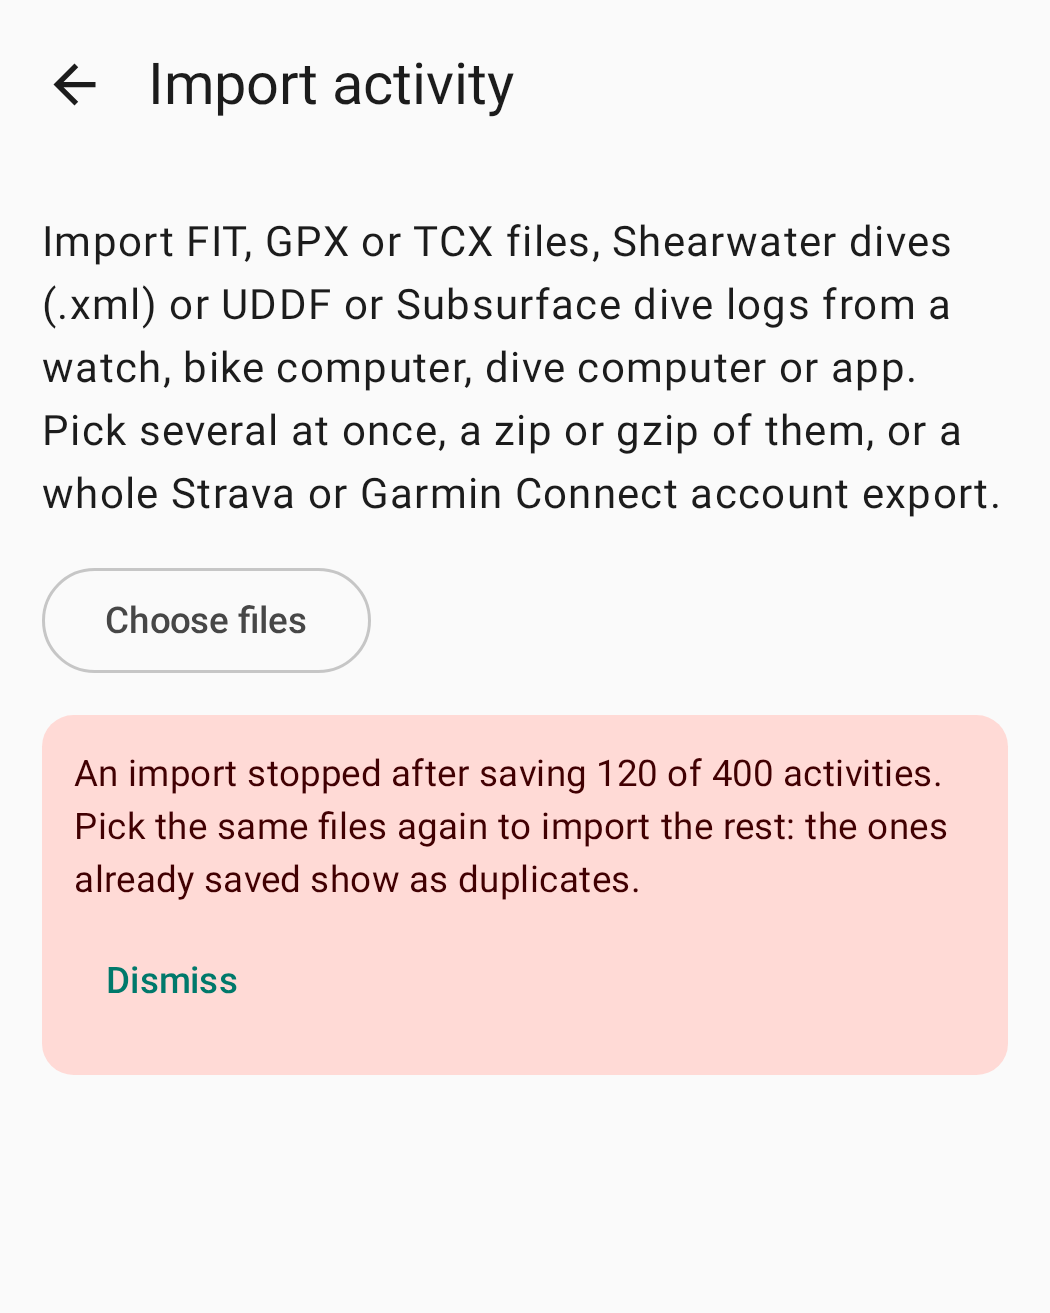 Import activity
Import FIT, GPX or TCX files, Shearwater dives
(.xml) or UDDF or Subsurface dive logs from a
watch, bike computer, dive computer or app.
Pick several at once, a zip or gzip of them, or a
whole Strava or Garmin Connect account export.
Choose files
An import stopped after saving 120 of 400 activities.
Pick the same files again to import the rest: the ones
already saved show as duplicates.
Dismiss